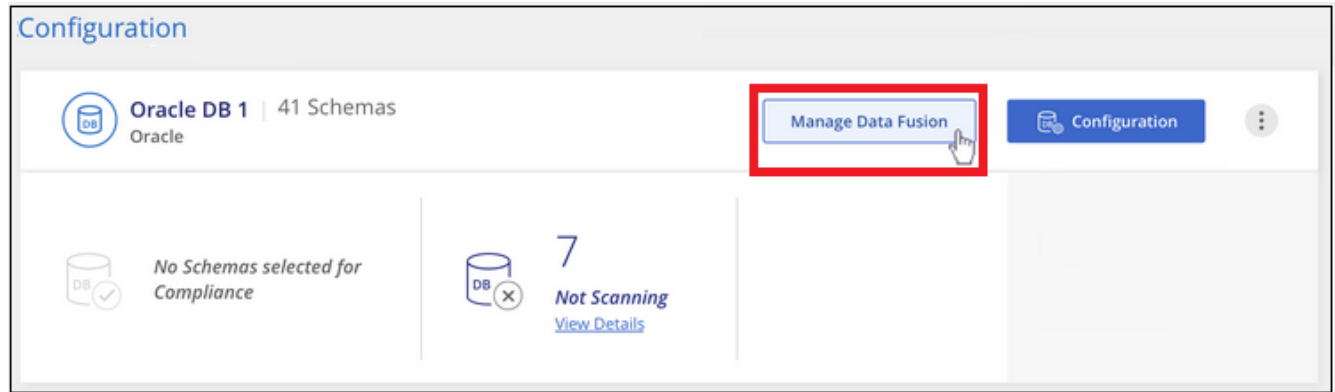 Configuration
Oracle DB 1 | 41 Schemas
Oracle
Manage Data Fusion
Configuration
DB
No Schemas selected for
Compliance
DB
DB
7
Not Scanning
View Details